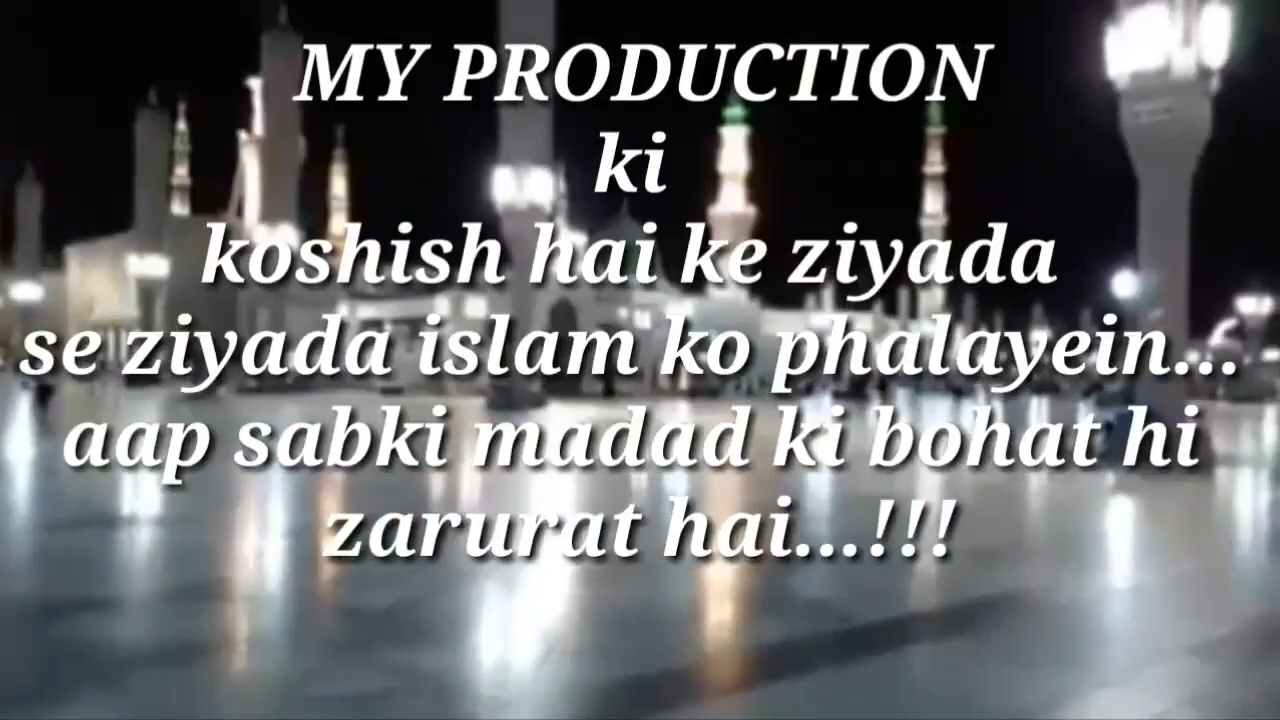 MY PRODUCTION
ki
koshish hai ke ziyada
se ziyada islam ko phalayein...
aap sabki madad ki bohat hi
zarurat hai...!!!